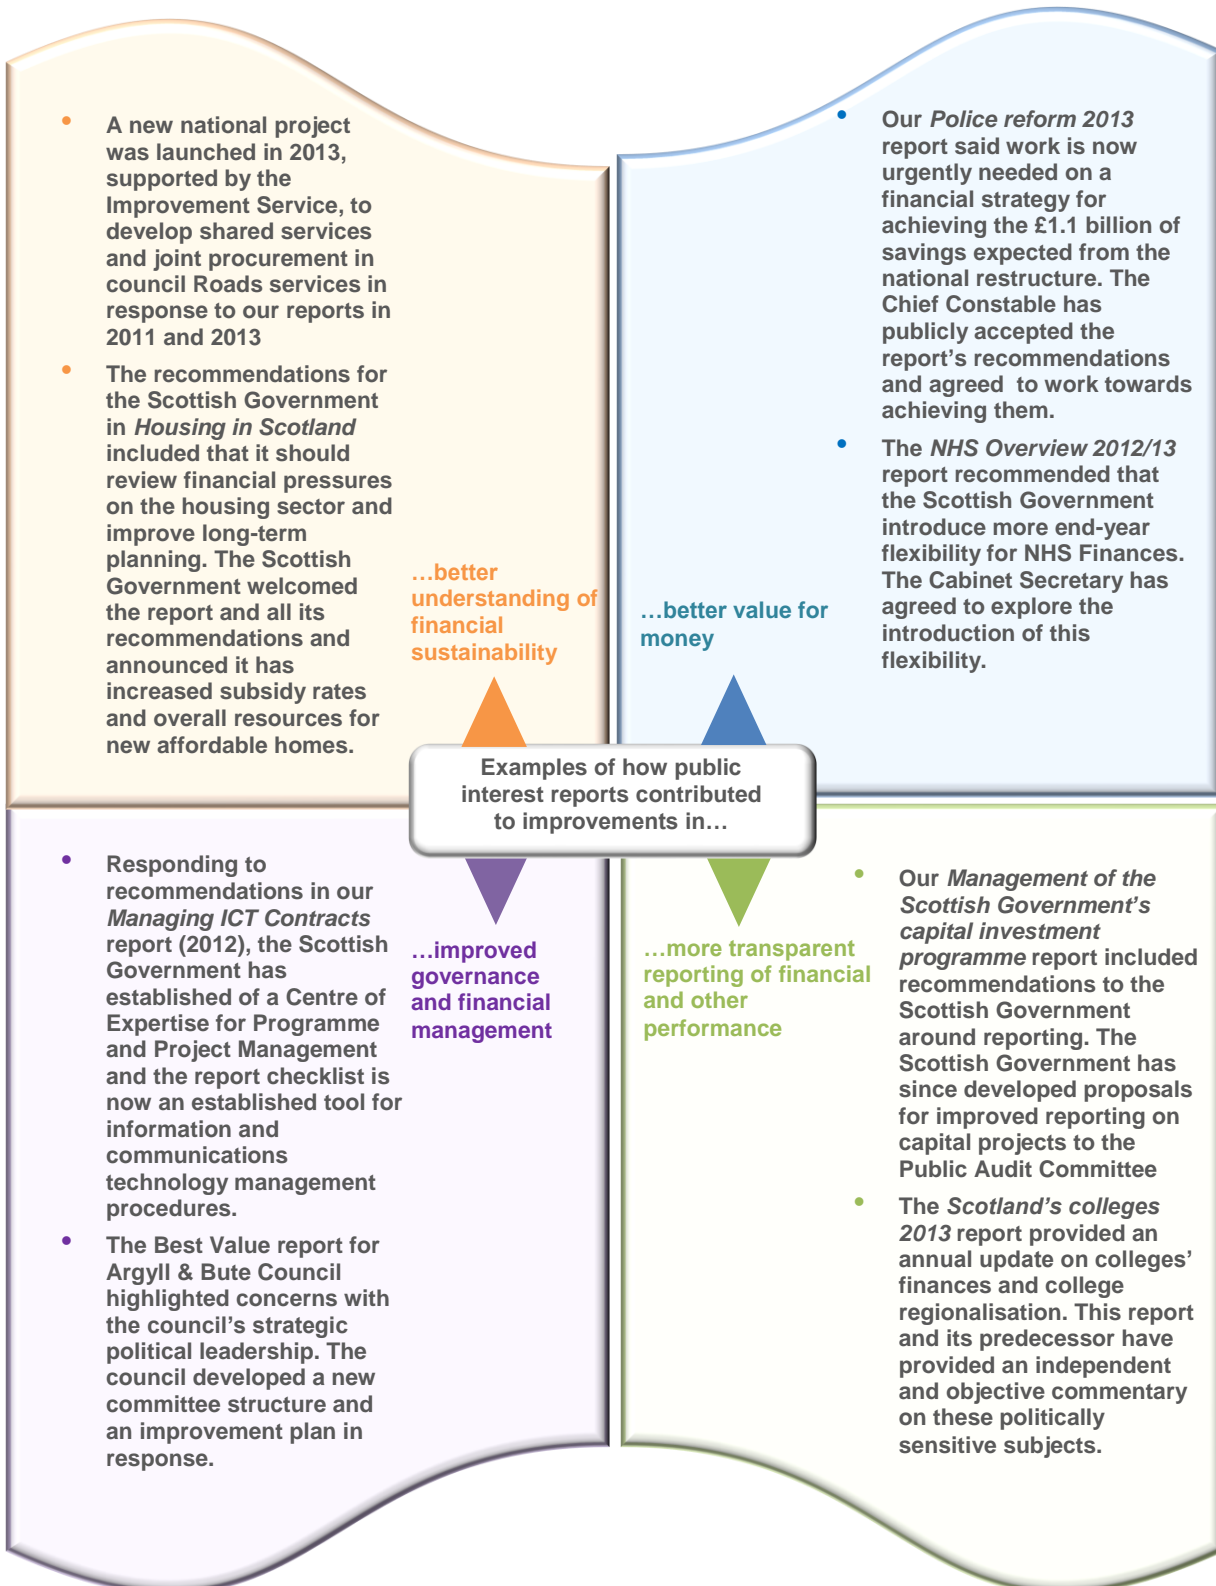 • A new national project
was launched in 2013,
supported by the
Improvement Service, to
develop shared services
and joint procurement in
council Roads services in
response to our reports in
2011 and 2013
• The recommendations for
the Scottish Government
in Housing in Scotland
included that it should
review financial pressures
on the housing sector and
improve long-term
planning. The Scottish
Government welcomed
the report and all its
recommendations and
announced it has
increased subsidy rates
and overall resources for
new affordable homes.
…better
understanding of
financial
sustainability
• Our Police reform 2013
report said work is now
urgently needed on a
financial strategy for
achieving the £1.1 billion of
savings expected from the
national restructure. The
Chief Constable has
publicly accepted the
report’s recommendations
and agreed  to work towards
achieving them.
• The NHS Overview 2012/13
report recommended that
the Scottish Government
introduce more end-year
flexibility for NHS Finances.
The Cabinet Secretary has
agreed to explore the
introduction of this
flexibility.
…better value for
money
Examples of how public
interest reports contributed
to improvements in…
• Responding to
recommendations in our
Managing ICT Contracts
report (2012), the Scottish
Government has
established of a Centre of
Expertise for Programme
and Project Management
and the report checklist is
now an established tool for
information and
communications
technology management
procedures.
• The Best Value report for
Argyll & Bute Council
highlighted concerns with
the council’s strategic
political leadership. The
council developed a new
committee structure and
an improvement plan in
response.
…improved
governance
and financial
management
…more transparent
reporting of financial
and other
performance
• Our Management of the
Scottish Government’s
capital investment
programme report included
recommendations to the
Scottish Government
around reporting. The
Scottish Government has
since developed proposals
for improved reporting on
capital projects to the
Public Audit Committee
• The Scotland’s colleges
2013 report provided an
annual update on colleges’
finances and college
regionalisation. This report
and its predecessor have
provided an independent
and objective commentary
on these politically
sensitive subjects.